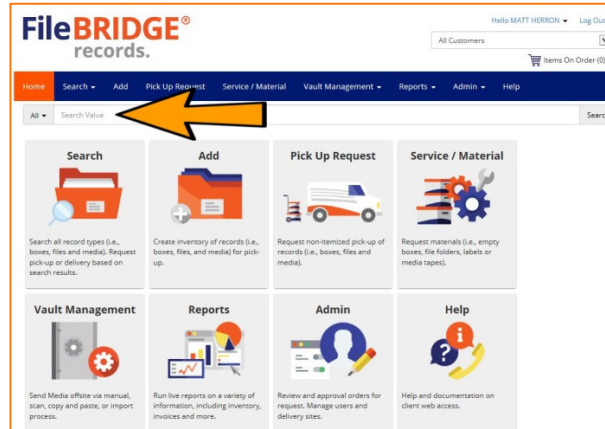 FileBRIDGE®
records.
Hello MATT HERRON
Log Out
All Customers
Items On Order (0)
Home Search Add Pick Up Request Service / Material Vault Management Reports Admin Help
All Search Value Search
Search
Search all record types (i.e.,
boxes, files and media). Request
pick-up or delivery based on
search results.
Add
Create inventory of records (i.e.,
boxes, files, and media) for pick-
up.
Pick Up Request
Request non-itemized pick-up of
records (i.e., boxes, files and
media).
Service / Material
Request materials (i.e., empty
boxes, file folders, labels or
media tapes).
Vault Management
Send Media offsite via manual,
scan, copy and paste, or import
process.
Reports
Run live reports on a variety of
information, including inventory,
invoices and more.
Admin
Review and approval orders for
request. Manage users and
delivery sites.
Help
Help and documentation on
client web access.